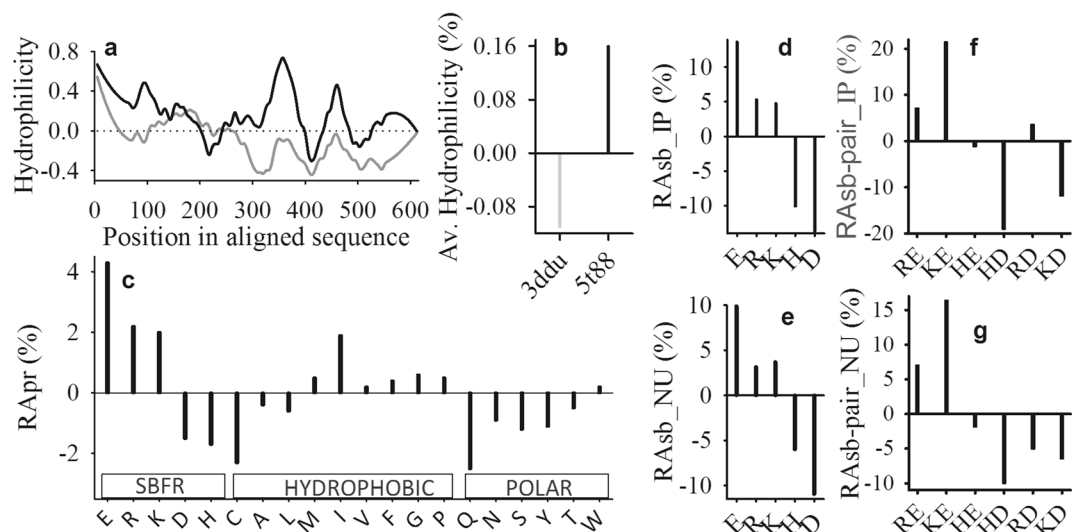 a
Hydrophilicity
0.8
0.4
0.0
-0.4
0 100 200 300 400 500 600
Position in aligned sequence
b
Av. Hydrophilicity (%)
0.16
0.08
0.00
-0.08
3ddu 5t88
d
RAsb_IP (%)
10
5
0
-5
-10
E R K H D
f
RAsb-pair_IP (%)
20
10
0
-10
-20
RE KE HE HD RD KD
c
RApr (%)
4
2
0
-2
SBFR HYDROPHOBIC POLAR
E R K D H C A L M I V F G P Q N S Y T W
e
RAsb_NU (%)
10
5
0
-5
-10
E R K H D
g
RAsb-pair_NU (%)
15
10
5
0
-5
-10
RE KE HE HD RD KD